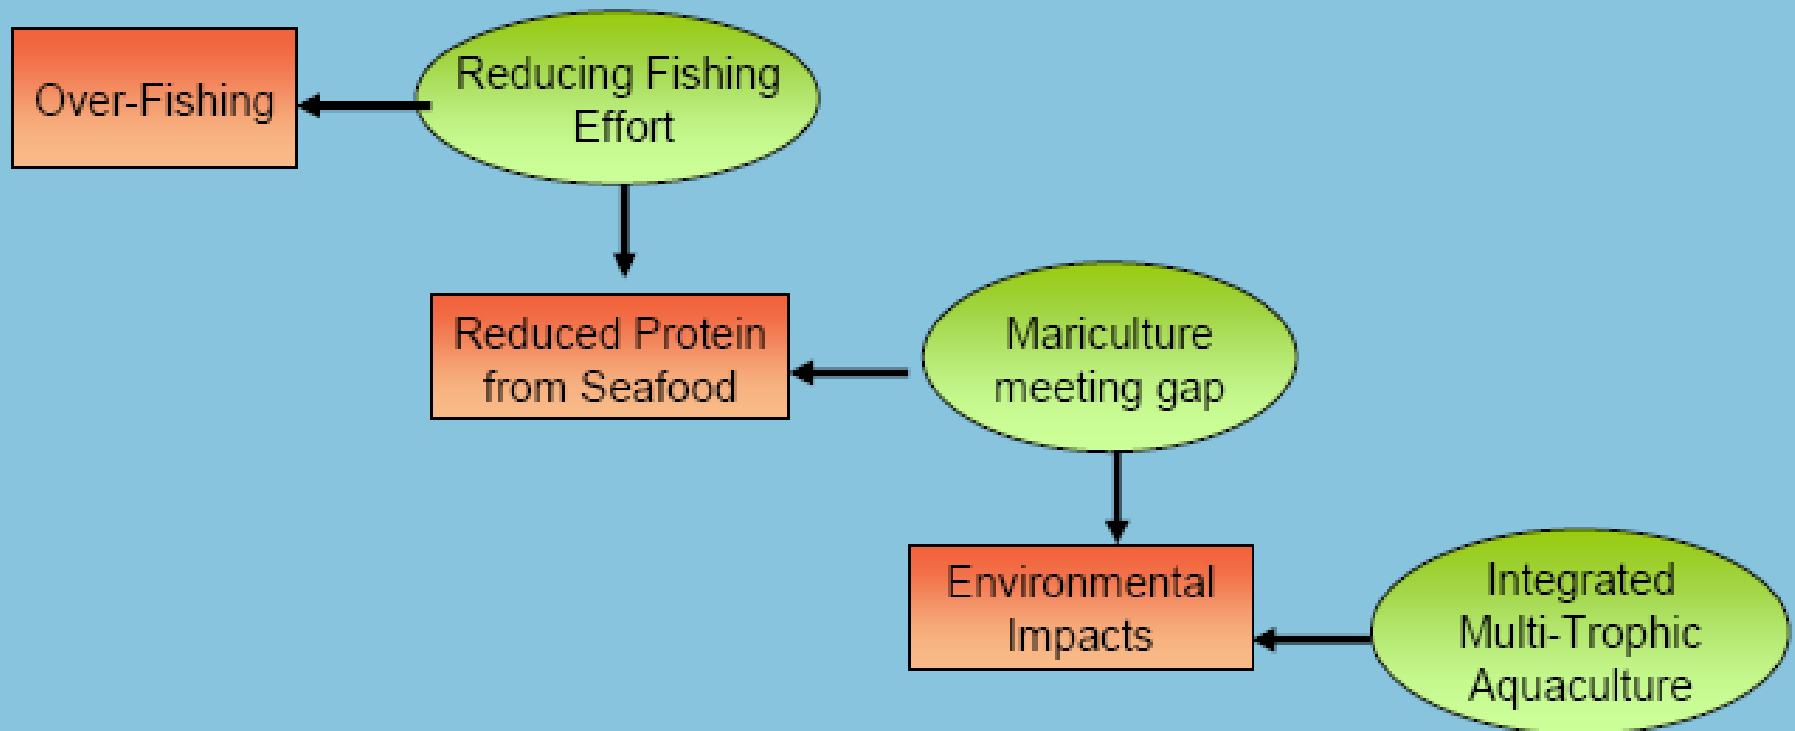 Over-Fishing
Reducing Fishing
Effort
Reduced Protein
from Seafood
Mariculture
meeting gap
Environmental
Impacts
Integrated
Multi-Trophic
Aquaculture